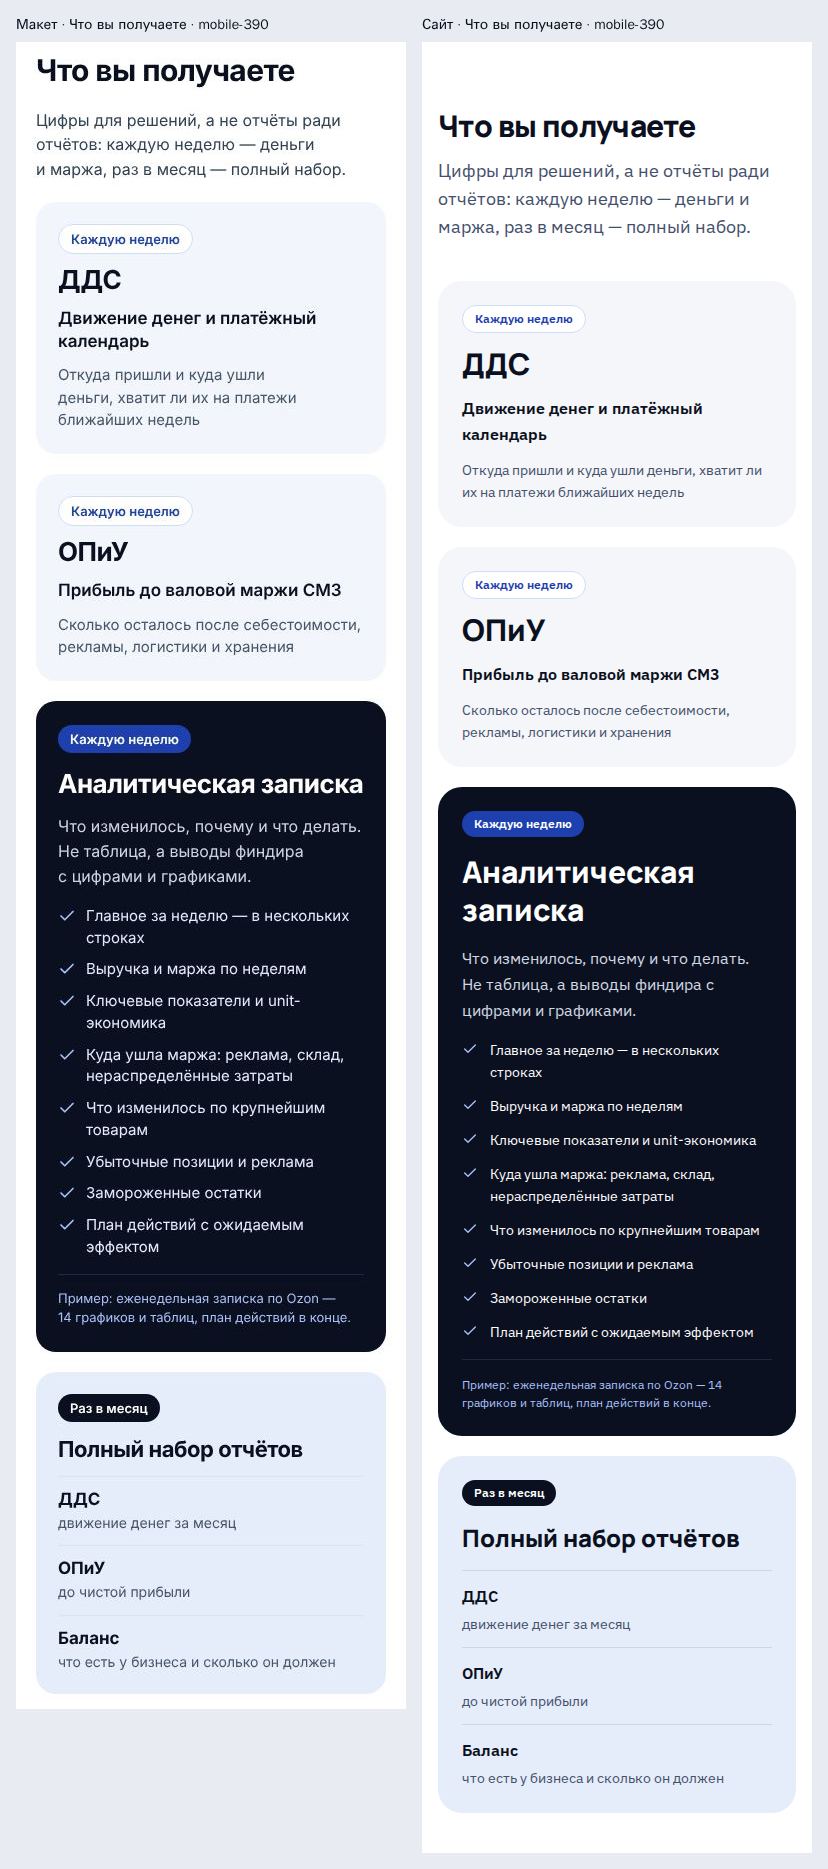 Макет · Что вы получаете · mobile-390
Что вы получаете
Цифры для решений, а не отчёты ради
отчётов: каждую неделю — деньги
и маржа, раз в месяц — полный набор.
Каждую неделю
ДДС
Движение денег и платёжный
календарь
Откуда пришли и куда ушли
деньги, хватит ли их на платежи
ближайших недель
Каждую неделю
ОПиУ
Прибыль до валовой маржи СМЗ
Сколько осталось после себестоимости,
рекламы, логистики и хранения
Каждую неделю
Аналитическая записка
Что изменилось, почему и что делать.
Не таблица, а выводы финдира
с цифрами и графиками.
Главное за неделю — в нескольких
строках
Выручка и маржа по неделям
Ключевые показатели и unit-
экономика
Куда ушла маржа: реклама, склад,
нераспределённые затраты
Что изменилось по крупнейшим
товарам
Убыточные позиции и реклама
Замороженные остатки
План действий с ожидаемым
эффектом
Пример: еженедельная записка по Ozon —
14 графиков и таблиц, план действий в конце.
Раз в месяц
Полный набор отчётов
ДДС
движение денег за месяц
ОПиУ
до чистой прибыли
Баланс
что есть у бизнеса и сколько он должен
Сайт · Что вы получаете · mobile-390
Что вы получаете
Цифры для решений, а не отчёты ради
отчётов: каждую неделю — деньги и
маржа, раз в месяц — полный набор.
Каждую неделю
ДДС
Движение денег и платёжный
календарь
Откуда пришли и куда ушли деньги, хватит ли
их на платежи ближайших недель
Каждую неделю
ОПиУ
Прибыль до валовой маржи СМЗ
Сколько осталось после себестоимости,
рекламы, логистики и хранения
Каждую неделю
Аналитическая
записка
Что изменилось, почему и что делать.
Не таблица, а выводы финдира с
цифрами и графиками.
Главное за неделю — в нескольких
строках
Выручка и маржа по неделям
Ключевые показатели и unit-экономика
Куда ушла маржа: реклама, склад,
нераспределённые затраты
Что изменилось по крупнейшим товарам
Убыточные позиции и реклама
Замороженные остатки
План действий с ожидаемым эффектом
Пример: еженедельная записка по Ozon — 14
графиков и таблиц, план действий в конце.
Раз в месяц
Полный набор отчётов
ДДС
движение денег за месяц
ОПиУ
до чистой прибыли
Баланс
что есть у бизнеса и сколько он должен